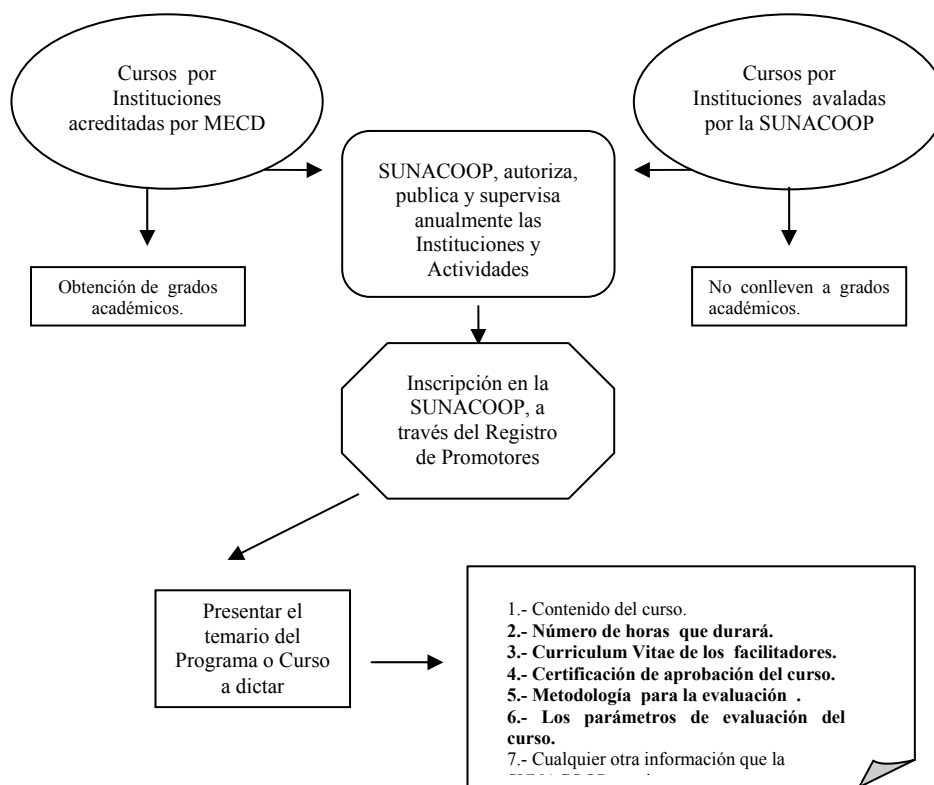 Cursos por
Instituciones
acreditadas por MECD
Cursos por
Instituciones avaladas
por la SUNACOOP
SUNACOOP, autoriza,
publica y supervisa
anualmente las
Instituciones y
Actividades
Obtención de grados
académicos.
No conlleven a grados
académicos.
Inscripción en la
SUNACOOP, a
través del Registro
de Promotores
Presentar el
temario del
Programa o Curso
a dictar
1.- Contenido del curso.
2.- Número de horas que durará.
3.- Curriculum Vitae de los facilitadores.
4.- Certificación de aprobación del curso.
5.- Metodología para la evaluación .
6.- Los parámetros de evaluación del
curso.
7.- Cualquier otra información que la